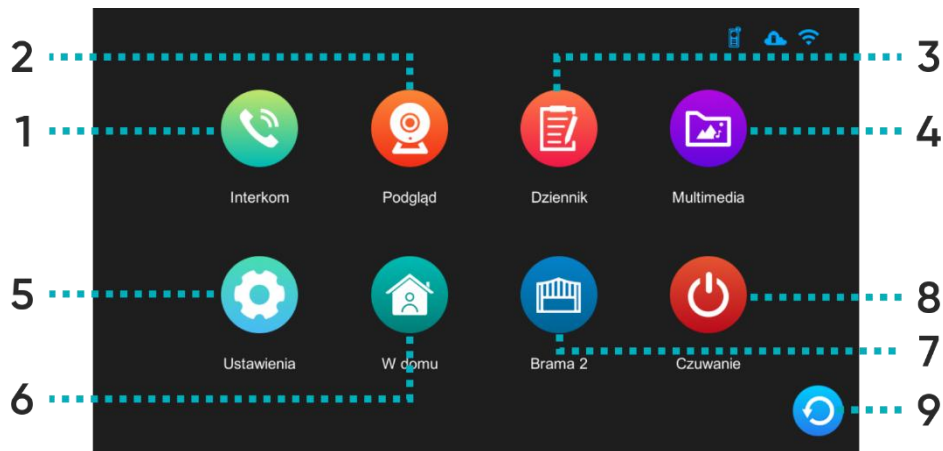 2
3
1
4
Interkom
Podgląd
Dziennik
Multimedia
5
8
Ustawienia
W domu
Brama 2
Czuwanie
7
6
9